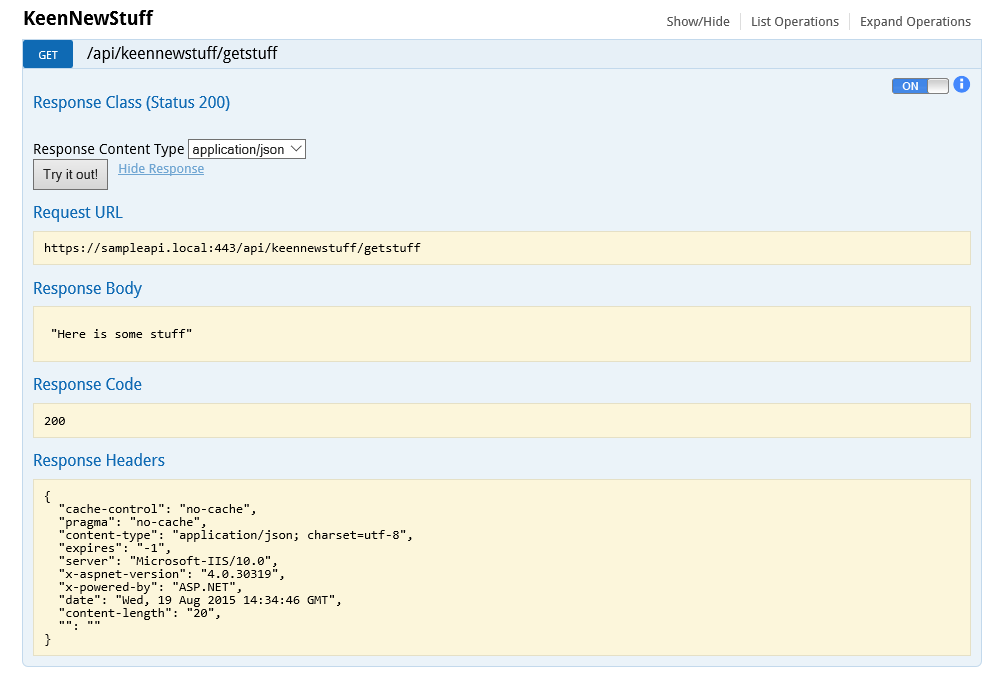 KeenNewStuff
Show/Hide
List Operations
Expand Operations
GET
/api/keennewstuff/getstuff
ON
Response Class (Status 200)
Response Content Type application/json
Try it out!
Hide Response
Request URL
https://sampleapi.local:443/api/keennewstuff/getstuff
Response Body
"Here is some stuff"
Response Code
200
Response Headers
{
  "cache-control": "no-cache",
  "pragma": "no-cache",
  "content-type": "application/json; charset=utf-8",
  "expires": "-1",
  "server": "Microsoft-IIS/10.0",
  "x-aspnet-version": "4.0.30319",
  "x-powered-by": "ASP.NET",
  "date": "Wed, 19 Aug 2015 14:34:46 GMT",
  "content-length": "20",
  "": ""
}